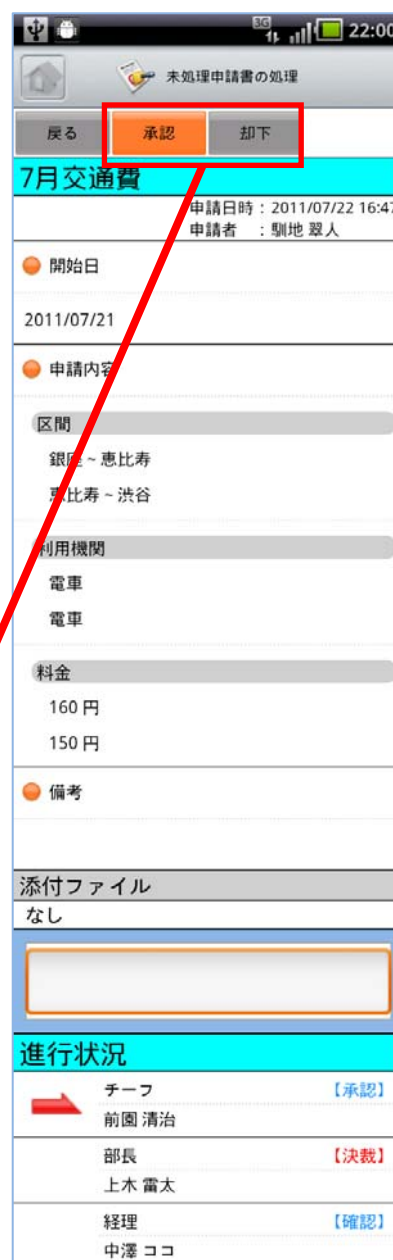 3G
22:00
未処理申請書の処理
戻る 承認 却下
7月交通費
申請日時：2011/07/22 16:47
申請者　：馴地 翠人
開始日
2011/07/21
申請内容
区間
銀座 ~ 恵比寿
恵比寿 ~ 渋谷
利用機関
電車
電車
料金
160 円
150 円
備考
添付ファイル
なし
進行状況
チーフ 【承認】
前園 清治
部長 【決裁】
上木 雷太
経理 【確認】
中澤 ココ